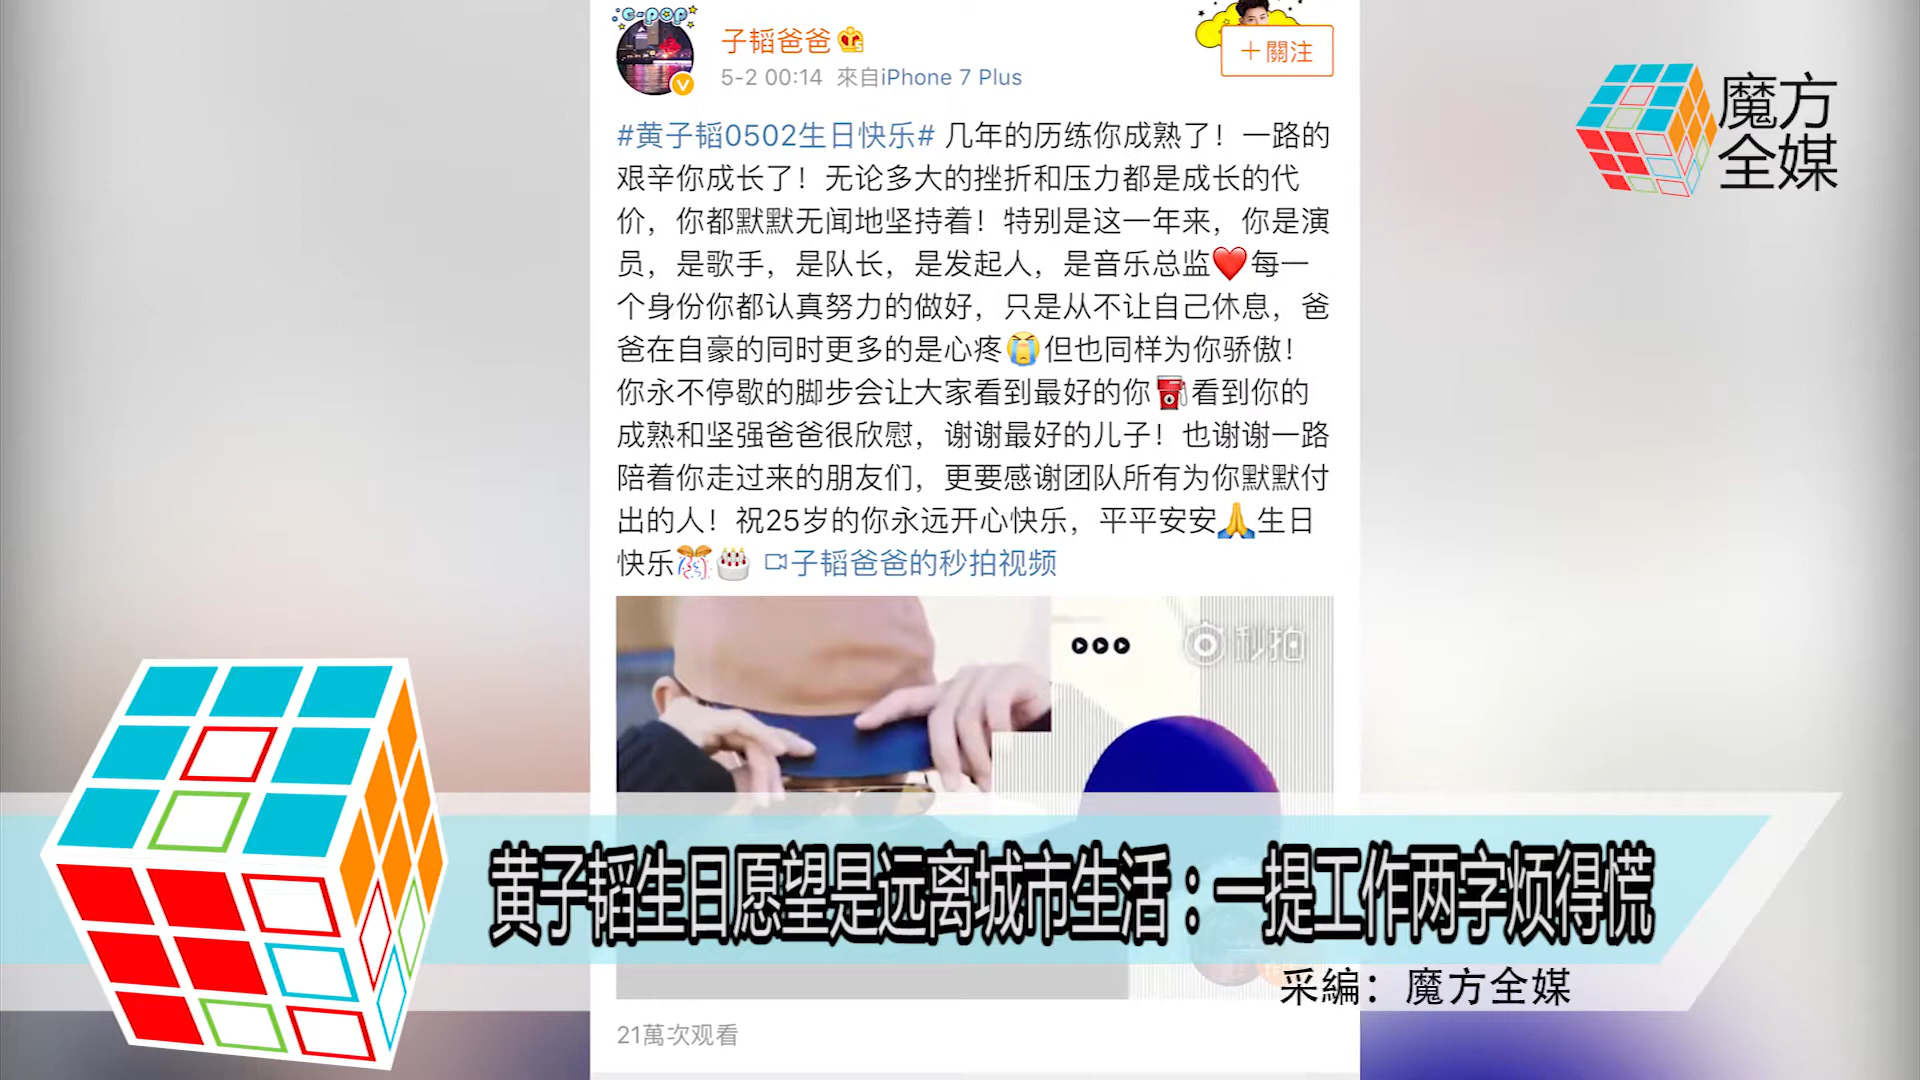 c-pop
子韬爸爸
5-2 00:14 來自iPhone 7 Plus
＋關注
魔方
全媒
#黄子韬0502生日快乐# 几年的历练你成熟了！一路的
艰辛你成长了！无论多大的挫折和压力都是成长的代
价，你都默默无闻地坚持着！特别是这一年来，你是演
员，是歌手，是队长，是发起人，是音乐总监❤️每一
个身份你都认真努力的做好，只是从不让自己休息，爸
爸在自豪的同时更多的是心疼😭但也同样为你骄傲！
你永不停歇的脚步会让大家看到最好的你⛽看到你的
成熟和坚强爸爸很欣慰，谢谢最好的儿子！也谢谢一路
陪着你走过来的朋友们，更要感谢团队所有为你默默付
出的人！祝25岁的你永远开心快乐，平平安安🙏生日
快乐🎊🎂 子韬爸爸的秒拍视频
秒拍
黄子韬生日愿望是远离城市生活：一提工作两字烦得慌
采编：魔方全媒
21萬次观看